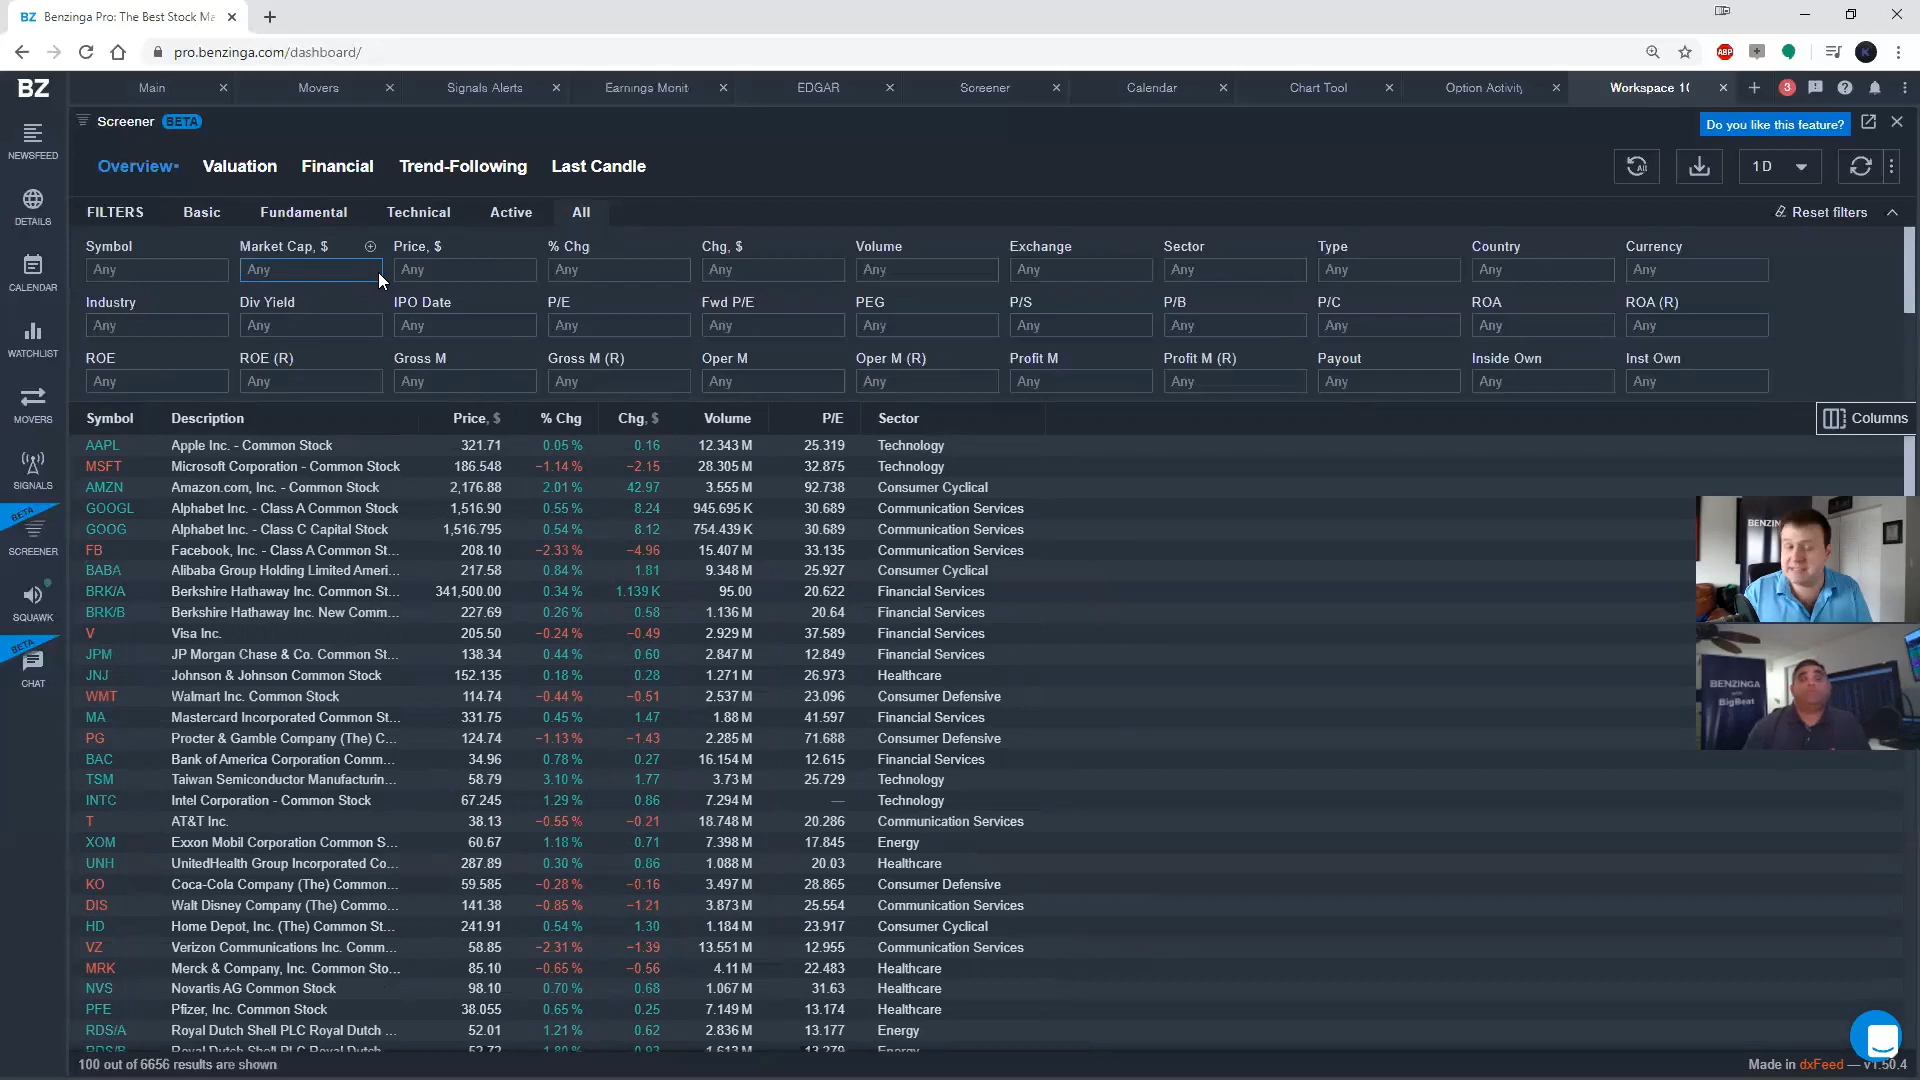 BZ Benzinga Pro: The Best Stock Ma
pro.benzinga.com/dashboard/
ABP K
BZ Main Movers Signals Alerts Earnings Monit EDGAR Screener Calendar Chart Tool Option Activity Workspace 1 3
Screener BETA Do you like this feature?
Overview Valuation Financial Trend-Following Last Candle All 1D
FILTERS Basic Fundamental Technical Active All Reset filters
Symbol Market Cap, $ Price, $ % Chg Chg, $ Volume Exchange Sector Type Country Currency
Any Any Any Any Any Any Any Any Any Any Any
Industry Div Yield IPO Date P/E Fwd P/E PEG P/S P/B P/C ROA ROA (R)
Any Any Any Any Any Any Any Any Any Any Any
ROE ROE (R) Gross M Gross M (R) Oper M Oper M (R) Profit M Profit M (R) Payout Inside Own Inst Own
Any Any Any Any Any Any Any Any Any Any Any
Symbol Description Price, $ % Chg Chg, $ Volume P/E Sector Columns
AAPL Apple Inc. - Common Stock 321.71 0.05 % 0.16 12.343 M 25.319 Technology
MSFT Microsoft Corporation - Common Stock 186.548 −1.14 % −2.15 28.305 M 32.875 Technology
AMZN Amazon.com, Inc. - Common Stock 2,176.88 2.01 % 42.97 3.555 M 92.738 Consumer Cyclical
GOOGL Alphabet Inc. - Class A Common Stock 1,516.90 0.55 % 8.24 945.695 K 30.689 Communication Services
GOOG Alphabet Inc. - Class C Capital Stock 1,516.795 0.54 % 8.12 754.439 K 30.689 Communication Services
FB Facebook, Inc. - Class A Common St... 208.10 −2.33 % −4.96 15.407 M 33.135 Communication Services
BABA Alibaba Group Holding Limited Ameri... 217.58 0.84 % 1.81 9.348 M 25.927 Consumer Cyclical
BRK/A Berkshire Hathaway Inc. Common St... 341,500.00 0.34 % 1.139 K 95.00 20.622 Financial Services
BRK/B Berkshire Hathaway Inc. New Comm... 227.69 0.26 % 0.58 1.136 M 20.64 Financial Services
V Visa Inc. 205.50 −0.24 % −0.49 2.929 M 37.589 Financial Services
JPM JP Morgan Chase & Co. Common St... 138.34 0.44 % 0.60 2.847 M 12.849 Financial Services
JNJ Johnson & Johnson Common Stock 152.135 0.18 % 0.28 1.271 M 26.973 Healthcare
WMT Walmart Inc. Common Stock 114.74 −0.44 % −0.51 2.537 M 23.096 Consumer Defensive
MA Mastercard Incorporated Common St... 331.75 0.45 % 1.47 1.88 M 41.597 Financial Services
PG Procter & Gamble Company (The) C... 124.74 −1.13 % −1.43 2.285 M 71.688 Consumer Defensive
BAC Bank of America Corporation Comm... 34.96 0.78 % 0.27 16.154 M 12.615 Financial Services
TSM Taiwan Semiconductor Manufacturin... 58.79 3.10 % 1.77 3.73 M 25.729 Technology
INTC Intel Corporation - Common Stock 67.245 1.29 % 0.86 7.294 M — Technology
T AT&T Inc. 38.13 −0.55 % −0.21 18.748 M 20.286 Communication Services
XOM Exxon Mobil Corporation Common S... 60.67 1.18 % 0.71 7.398 M 17.845 Energy
UNH UnitedHealth Group Incorporated Co... 287.89 0.30 % 0.86 1.088 M 20.03 Healthcare
KO Coca-Cola Company (The) Common... 59.585 −0.28 % −0.16 3.497 M 28.865 Consumer Defensive
DIS Walt Disney Company (The) Commo... 141.38 −0.85 % −1.21 3.873 M 25.554 Communication Services
HD Home Depot, Inc. (The) Common St... 241.91 0.54 % 1.30 1.184 M 23.917 Consumer Cyclical
VZ Verizon Communications Inc. Comm... 58.85 −2.31 % −1.39 13.551 M 12.955 Communication Services
MRK Merck & Company, Inc. Common Sto... 85.10 −0.65 % −0.56 4.11 M 22.483 Healthcare
NVS Novartis AG Common Stock 98.10 0.70 % 0.68 1.067 M 31.63 Healthcare
PFE Pfizer, Inc. Common Stock 38.055 0.65 % 0.25 7.149 M 13.174 Healthcare
RDS/A Royal Dutch Shell PLC Royal Dutch ... 52.01 1.21 % 0.62 2.836 M 13.177 Energy
RDS/B Royal Dutch Shell PLC Royal Dutch ... 52.72 1.80 % 0.93 1.613 M 13.279 Energy
100 out of 6656 results are shown Made in dxFeed — v1.50.4
NEWSFEED
DETAILS
CALENDAR
WATCHLIST
MOVERS
SIGNALS
BETA
SCREENER
SQUAWK
BETA
CHAT
BENZINGA
BENZINGA
with
BigBeat